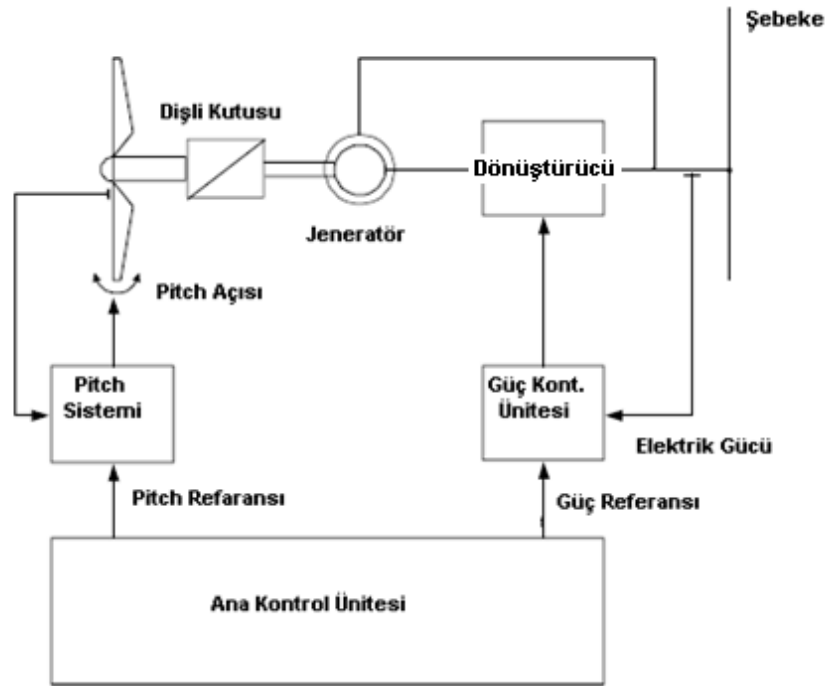 Şebeke
Dişli Kutusu
Dönüştürücü
Jeneratör
Pitch Açısı
Pitch
Sistemi
Güç Kont.
Ünitesi
Elektrik Gücü
Pitch Refaransı
Güç Referansı
Ana Kontrol Ünitesi